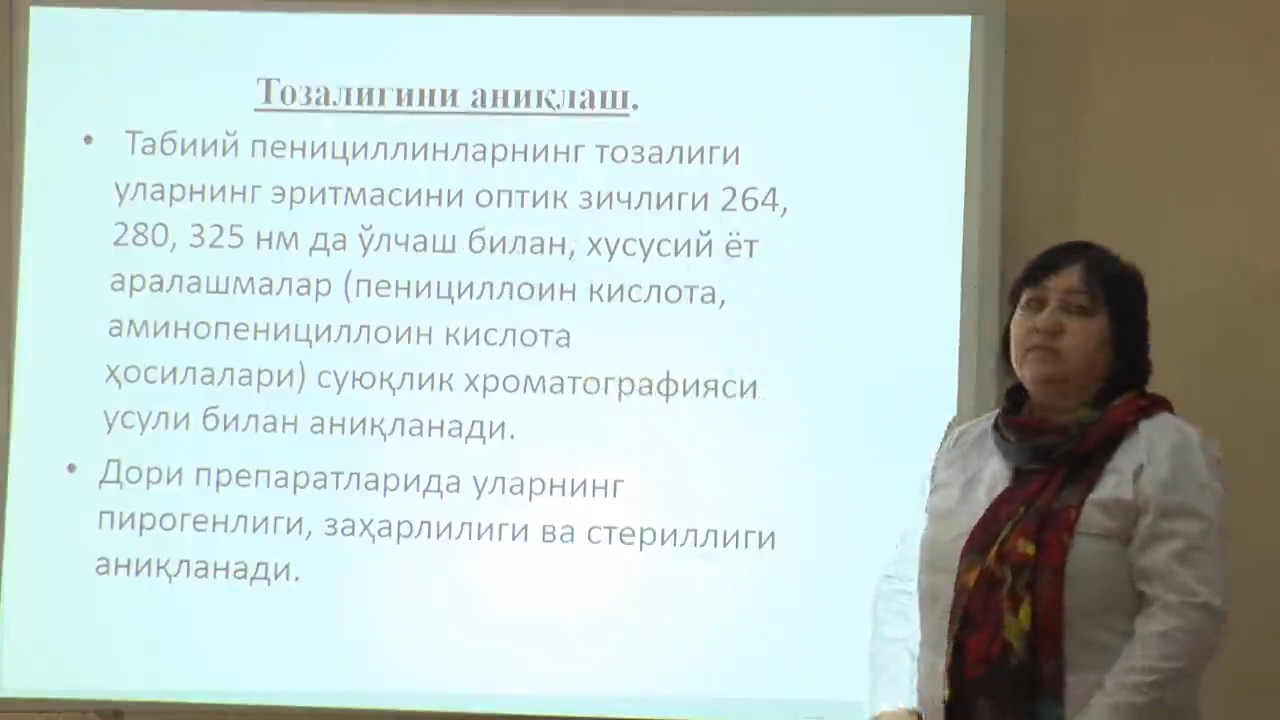 Тозалигини аниқлаш.
• Табиий пенициллинларнинг тозалиги
уларнинг эритмасини оптик зичлиги 264,
280, 325 нм да ўлчаш билан, хусусий ёт
аралашмалар (пенициллоин кислота,
аминопенициллоин кислота
ҳосилалари) суюқлик хроматографияси
усули билан аниқланади.
• Дори препаратларида уларнинг
пирогенлиги, заҳарлилиги ва стериллиги
аниқланади.